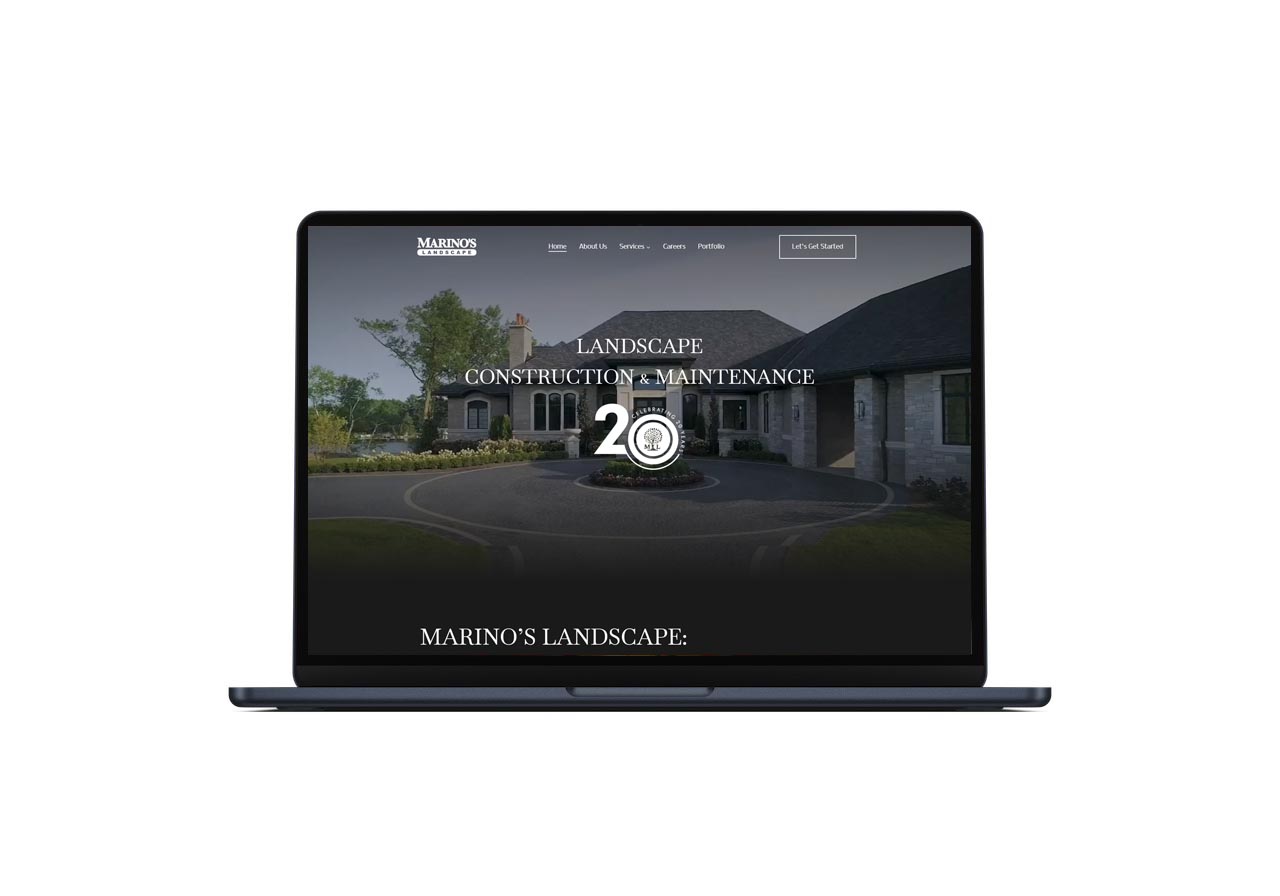 MARINO'S
LANDSCAPE
Home About Us Services Careers Portfolio
Let's Get Started
LANDSCAPE
CONSTRUCTION & MAINTENANCE
20
CELEBRATING 20 YEARS
MARINO’S LANDSCAPE: